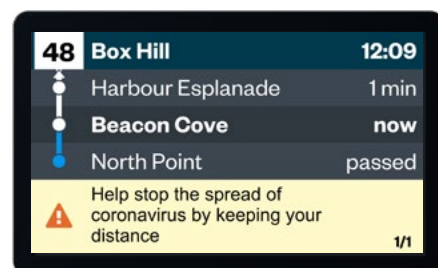 48 Box Hill 12:09
Harbour Esplanade 1 min
Beacon Cove now
North Point passed
Help stop the spread of
coronavirus by keeping your
distance
1/1